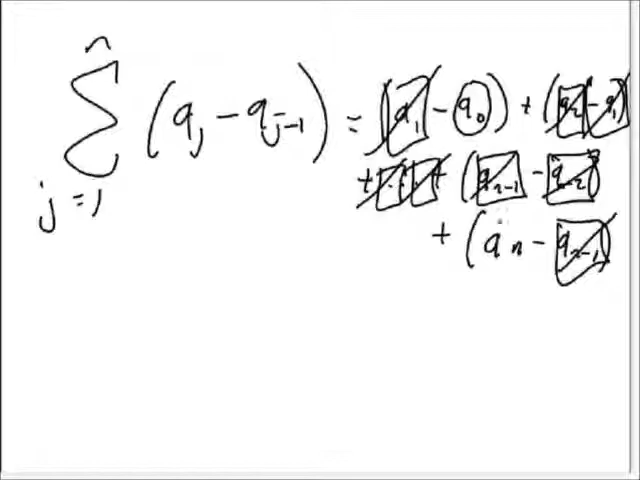 n
∑ (a_j − a_{j−1}) = (a_1 − a_0) + (a_2 − a_1)
j=1
+ ... + (a_{n−1} − a_{n−2})
+ (a_n − a_{n−1})